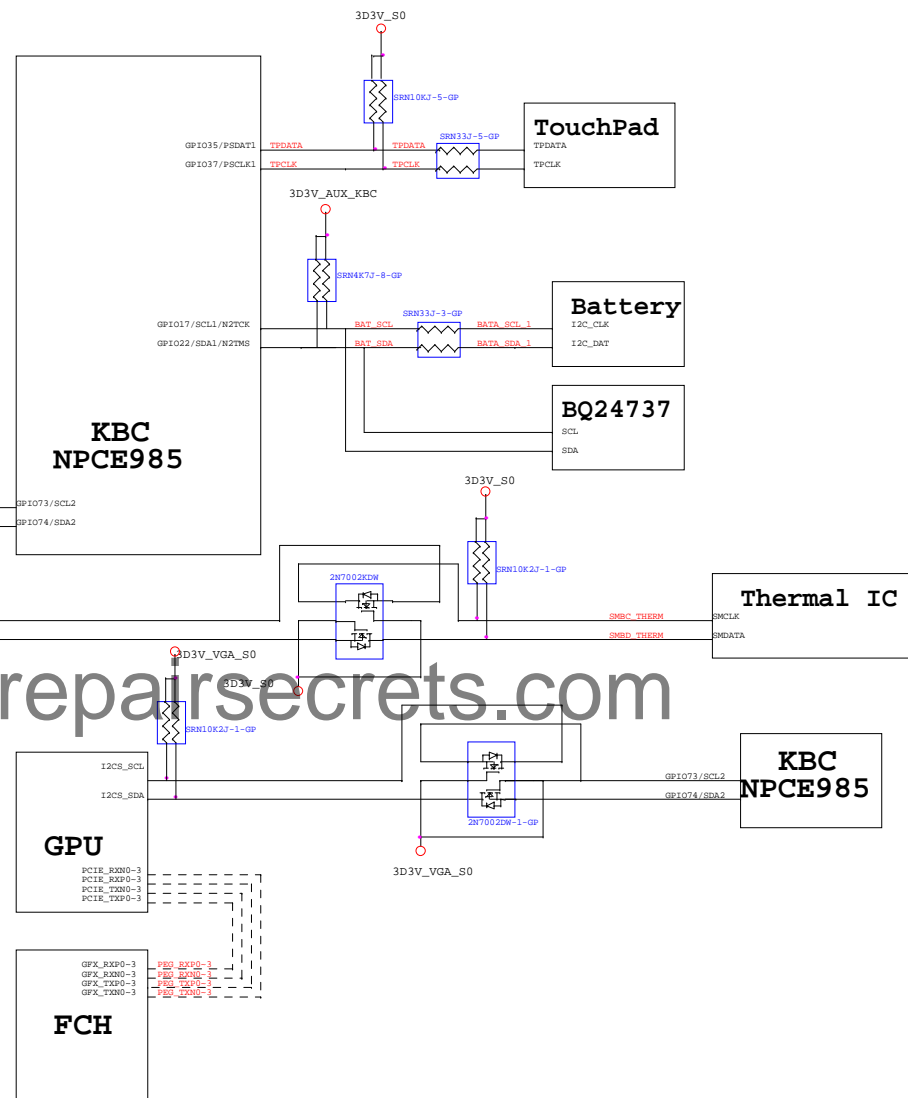 3D3V_S0
SRN10KJ-5-GP
TouchPad
SRN33J-5-GP
GPIO35/PSDAT1 TPDATA TPDATA TPDATA
GPIO37/PSCLK1 TPCLK TPCLK TPCLK
3D3V_AUX_KBC
SRN4K7J-8-GP
Battery
SRN33J-3-GP
GPIO17/SCL1/N2TCK BAT_SCL BATA_SCL_1 I2C_CLK
GPIO22/SDA1/N2TMS BAT_SDA BATA_SDA_1 I2C_DAT
BQ24737
SCL
SDA
KBC
NPCE985
3D3V_S0
GPIO73/SCL2
GPIO74/SDA2
SRN10K2J-1-GP
2N7002KDW
Thermal IC
SMBC_THERM SMCLK
SMBD_THERM SMDATA
3D3V_VGA_S0
3D3V_S0
repairsecrets.com
SRN10K2J-1-GP
I2CS_SCL
I2CS_SDA
GPU
KBC
NPCE985
GPIO73/SCL2
GPIO74/SDA2
2N7002DW-1-GP
3D3V_VGA_S0
PCIE_RXN0-3
PCIE_RXP0-3
PCIE_TXN0-3
PCIE_TXP0-3
GFX_RXP0-3 PEG_RXP0-3
GFX_RXN0-3 PEG_RXN0-3
GFX_TXP0-3 PEG_TXP0-3
GFX_TXN0-3 PEG_TXN0-3
FCH